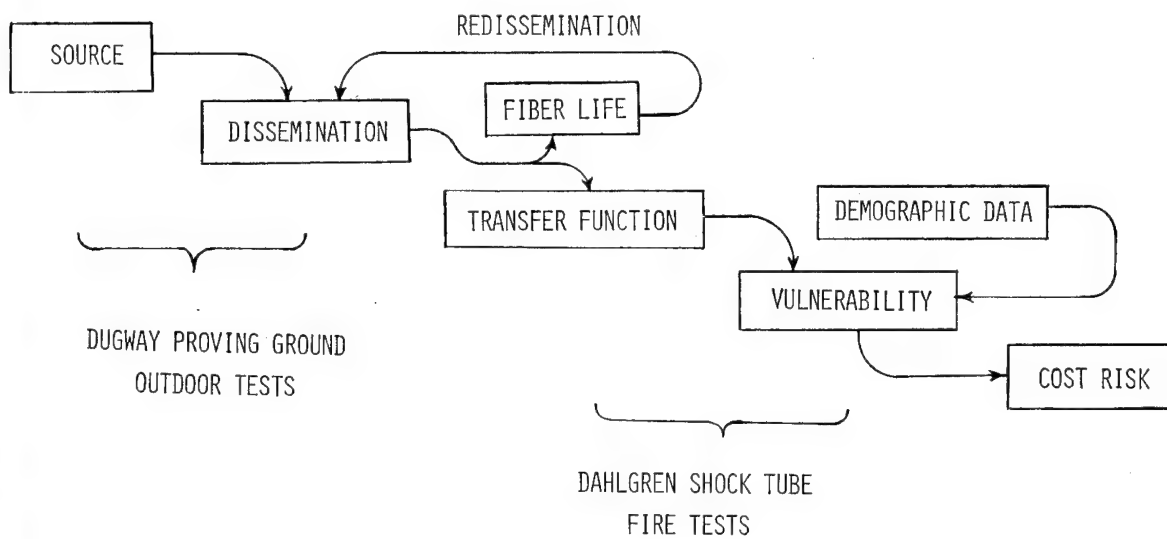 REDISSEMINATION
SOURCE
FIBER LIFE
DISSEMINATION
DEMOGRAPHIC DATA
TRANSFER FUNCTION
VULNERABILITY
DUGWAY PROVING GROUND
OUTDOOR TESTS
COST RISK
DAHLGREN SHOCK TUBE
FIRE TESTS